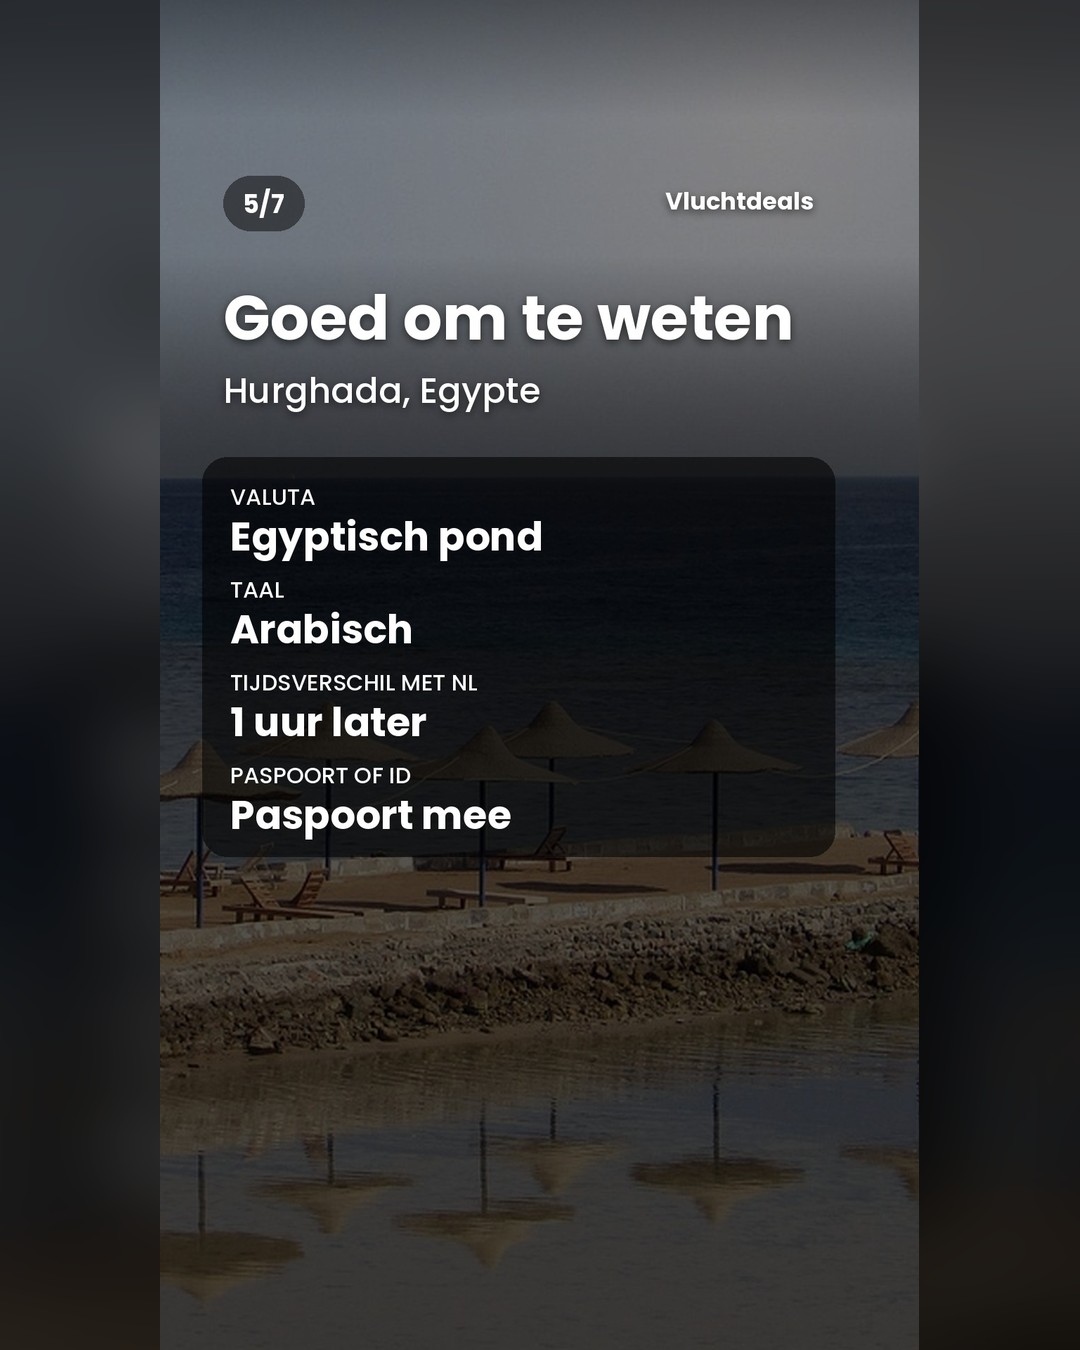 5/7
Vluchtdeals
Goed om te weten
Hurghada, Egypte
VALUTA
Egyptisch pond
TAAL
Arabisch
TIJDSVERSCHIL MET NL
1 uur later
PASPOORT OF ID
Paspoort mee